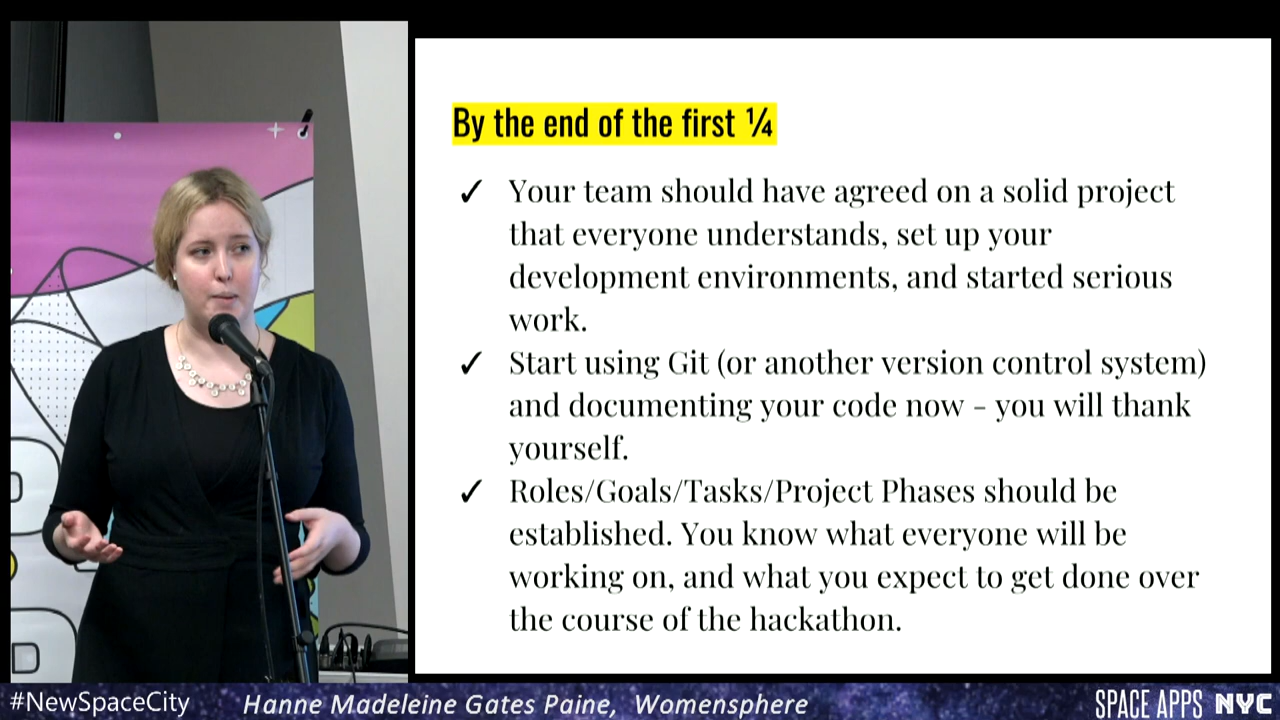 By the end of the first ¼
✓ Your team should have agreed on a solid project
that everyone understands, set up your
development environments, and started serious
work.
✓ Start using Git (or another version control system)
and documenting your code now - you will thank
yourself.
✓ Roles/Goals/Tasks/Project Phases should be
established. You know what everyone will be
working on, and what you expect to get done over
the course of the hackathon.
#NewSpaceCity
Hanne Madeleine Gates Paine, Womensphere
SPACE APPS NYC